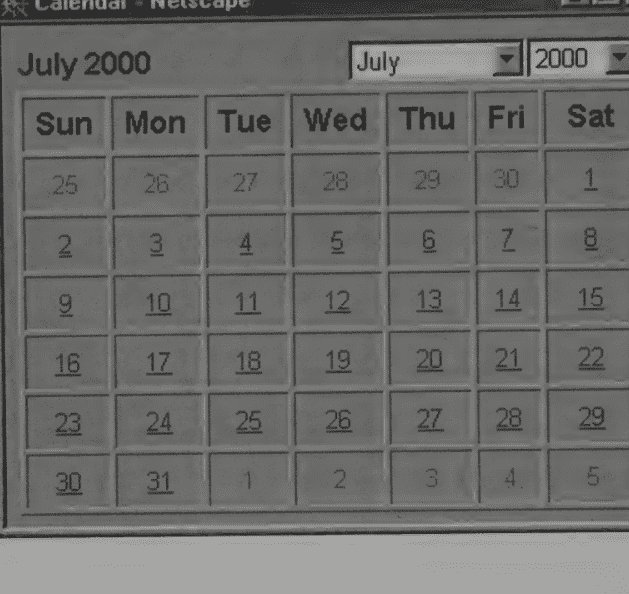 Calendar - Netscape
July 2000 July 2000
Sun Mon Tue Wed Thu Fri Sat
25 26 27 28 29 30 1
2 3 4 5 6 7 8
9 10 11 12 13 14 15
16 17 18 19 20 21 22
23 24 25 26 27 28 29
30 31 1 2 3 4 5